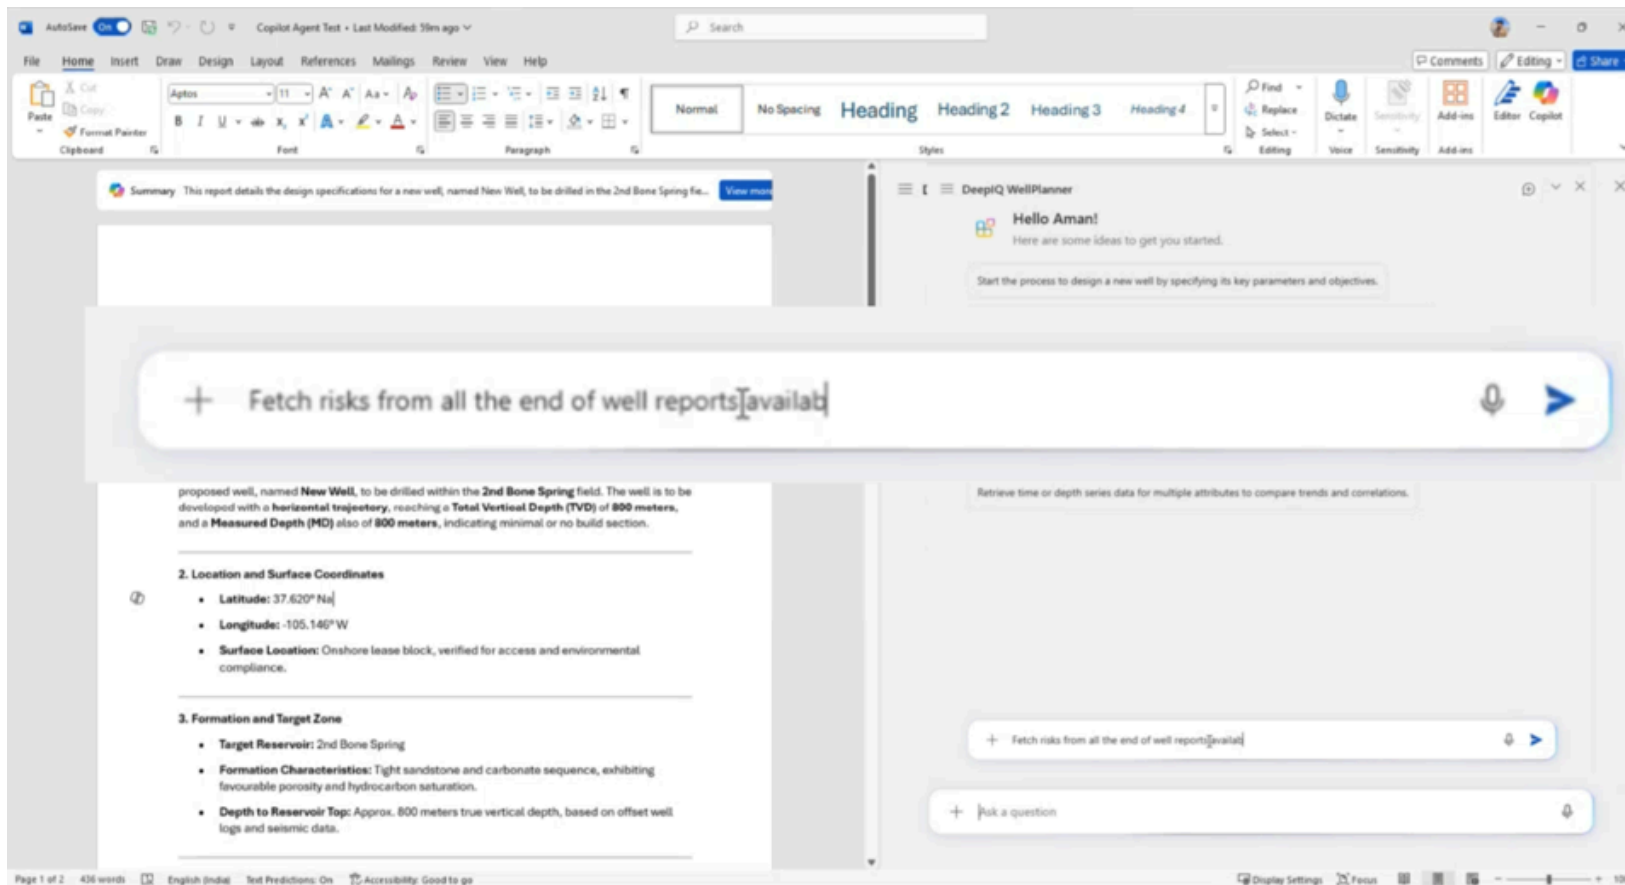 AutoSave On Copilot Agent Test • Last Modified: 59m ago Search
File Home Insert Draw Design Layout References Mailings Review View Help Comments Editing Share
Paste Cut Copy Format Painter
Aptos 11
Normal No Spacing Heading Heading 2 Heading 3 Heading 4
Find Replace Select
Dictate Sensitivity Add-ins Editor Copilot
Clipboard Font Paragraph Styles Editing Voice Sensitivity Add-ins
Summary This report details the design specifications for a new well, named New Well, to be drilled in the 2nd Bone Spring fie... View more
DeepIQ WellPlanner
Hello Aman!
Here are some ideas to get you started.
Start the process to design a new well by specifying its key parameters and objectives.
Fetch risks from all the end of well reports availab
proposed well, named New Well, to be drilled within the 2nd Bone Spring field. The well is to be
developed with a horizontal trajectory, reaching a Total Vertical Depth (TVD) of 800 meters,
and a Measured Depth (MD) also of 800 meters, indicating minimal or no build section.
2. Location and Surface Coordinates
• Latitude: 37.620° Na
• Longitude: -105.146° W
• Surface Location: Onshore lease block, verified for access and environmental
compliance.
3. Formation and Target Zone
• Target Reservoir: 2nd Bone Spring
• Formation Characteristics: Tight sandstone and carbonate sequence, exhibiting
favourable porosity and hydrocarbon saturation.
• Depth to Reservoir Top: Approx. 800 meters true vertical depth, based on offset well
logs and seismic data.
Retrieve time or depth series data for multiple attributes to compare trends and correlations.
Fetch risks from all the end of well reports availab
Ask a question
Page 1 of 2 436 words English (India) Text Predictions: On Accessibility: Good to go Display Settings Focus